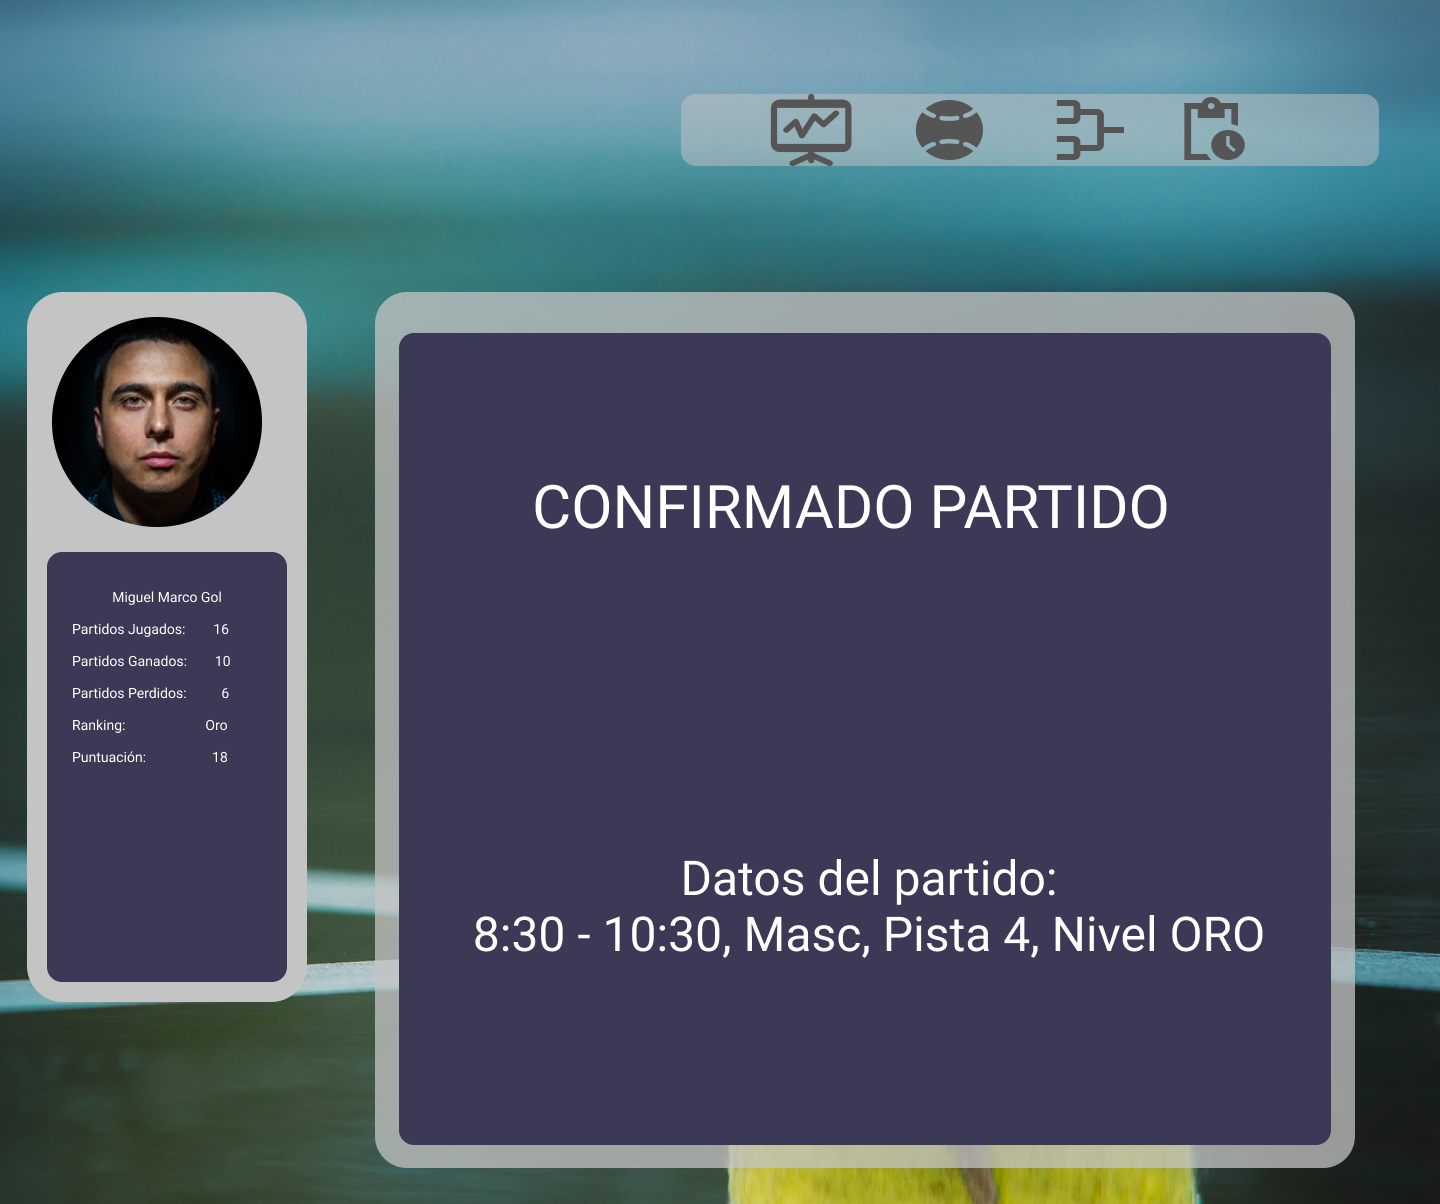 Miguel Marco Gol
Partidos Jugados: 16
Partidos Ganados: 10
Partidos Perdidos: 6
Ranking: Oro
Puntuación: 18
CONFIRMADO PARTIDO
Datos del partido:
8:30 - 10:30, Masc, Pista 4, Nivel ORO